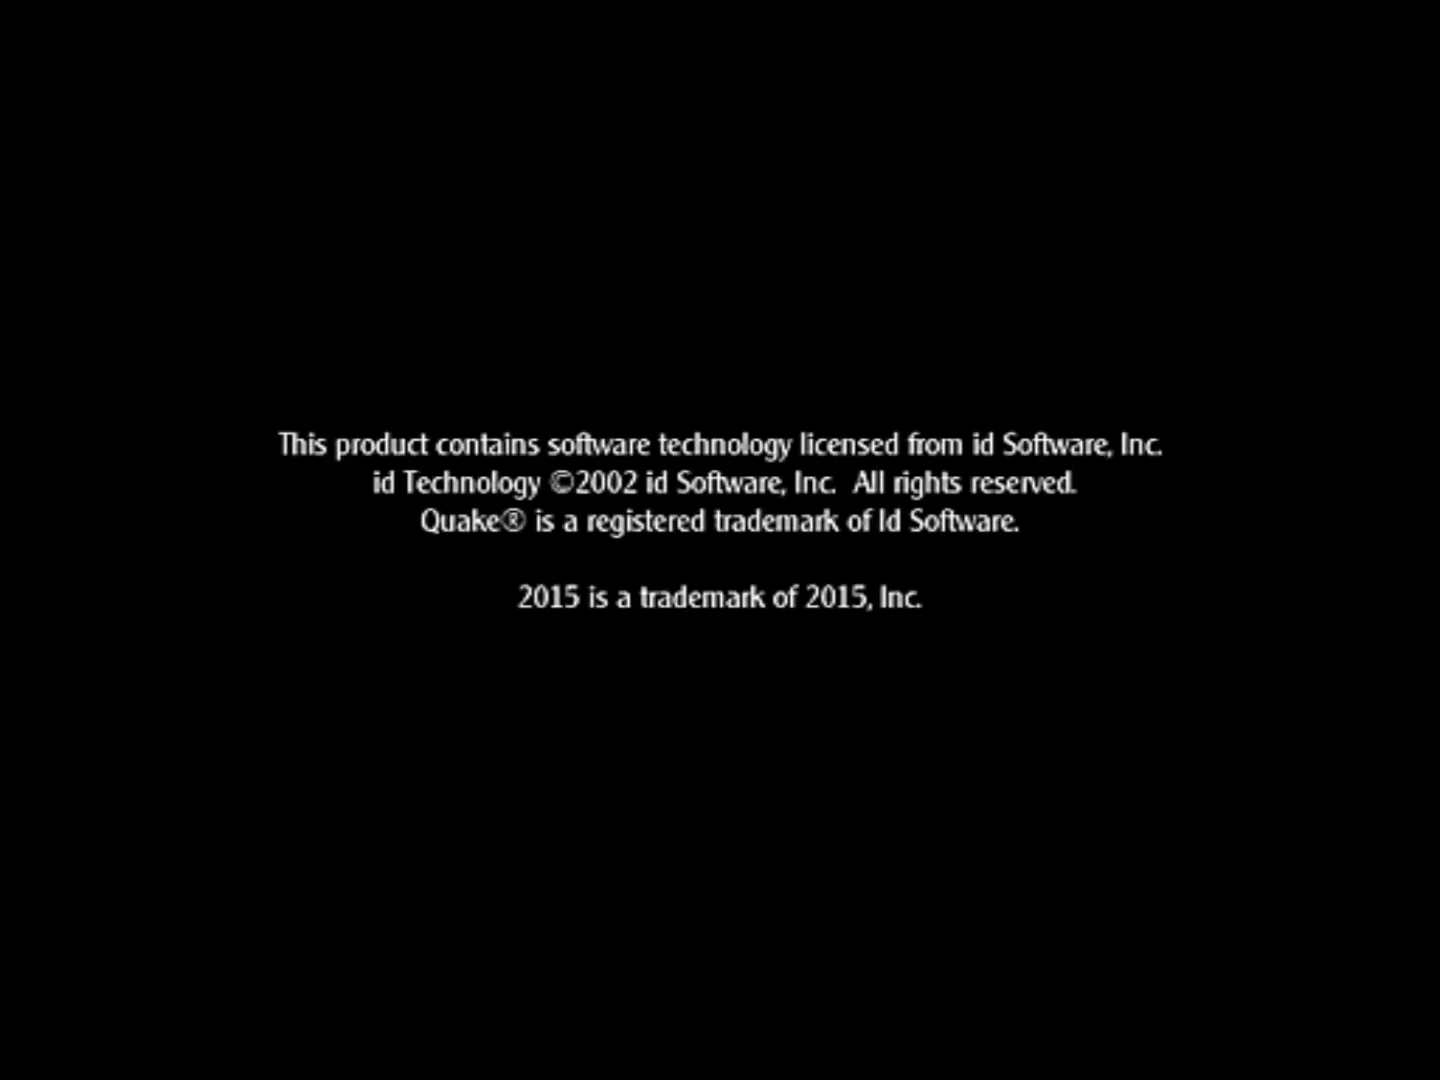 This product contains software technology licensed from id Software, Inc.
id Technology ©2002 id Software, Inc.  All rights reserved.
Quake® is a registered trademark of Id Software.
2015 is a trademark of 2015, Inc.